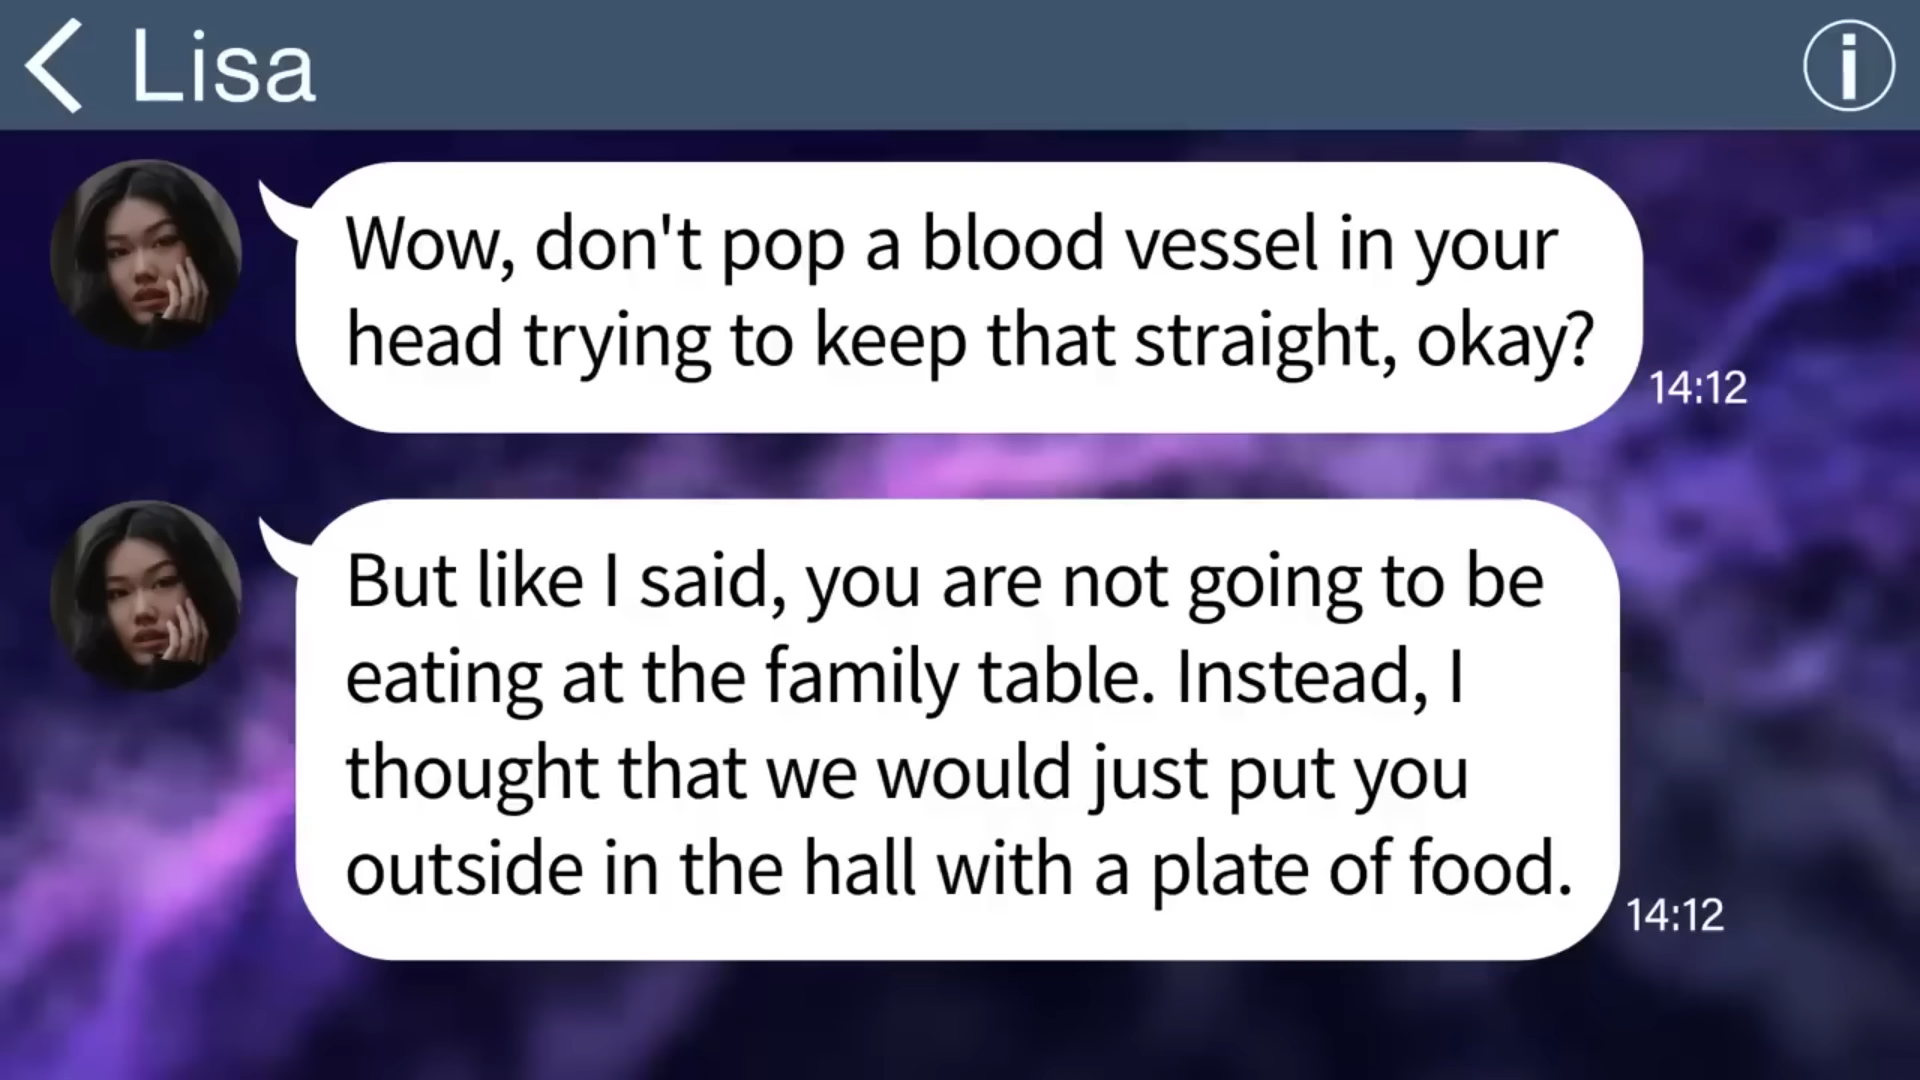 Lisa
Wow, don't pop a blood vessel in your
head trying to keep that straight, okay?
14:12
But like I said, you are not going to be
eating at the family table. Instead, I
thought that we would just put you
outside in the hall with a plate of food.
14:12